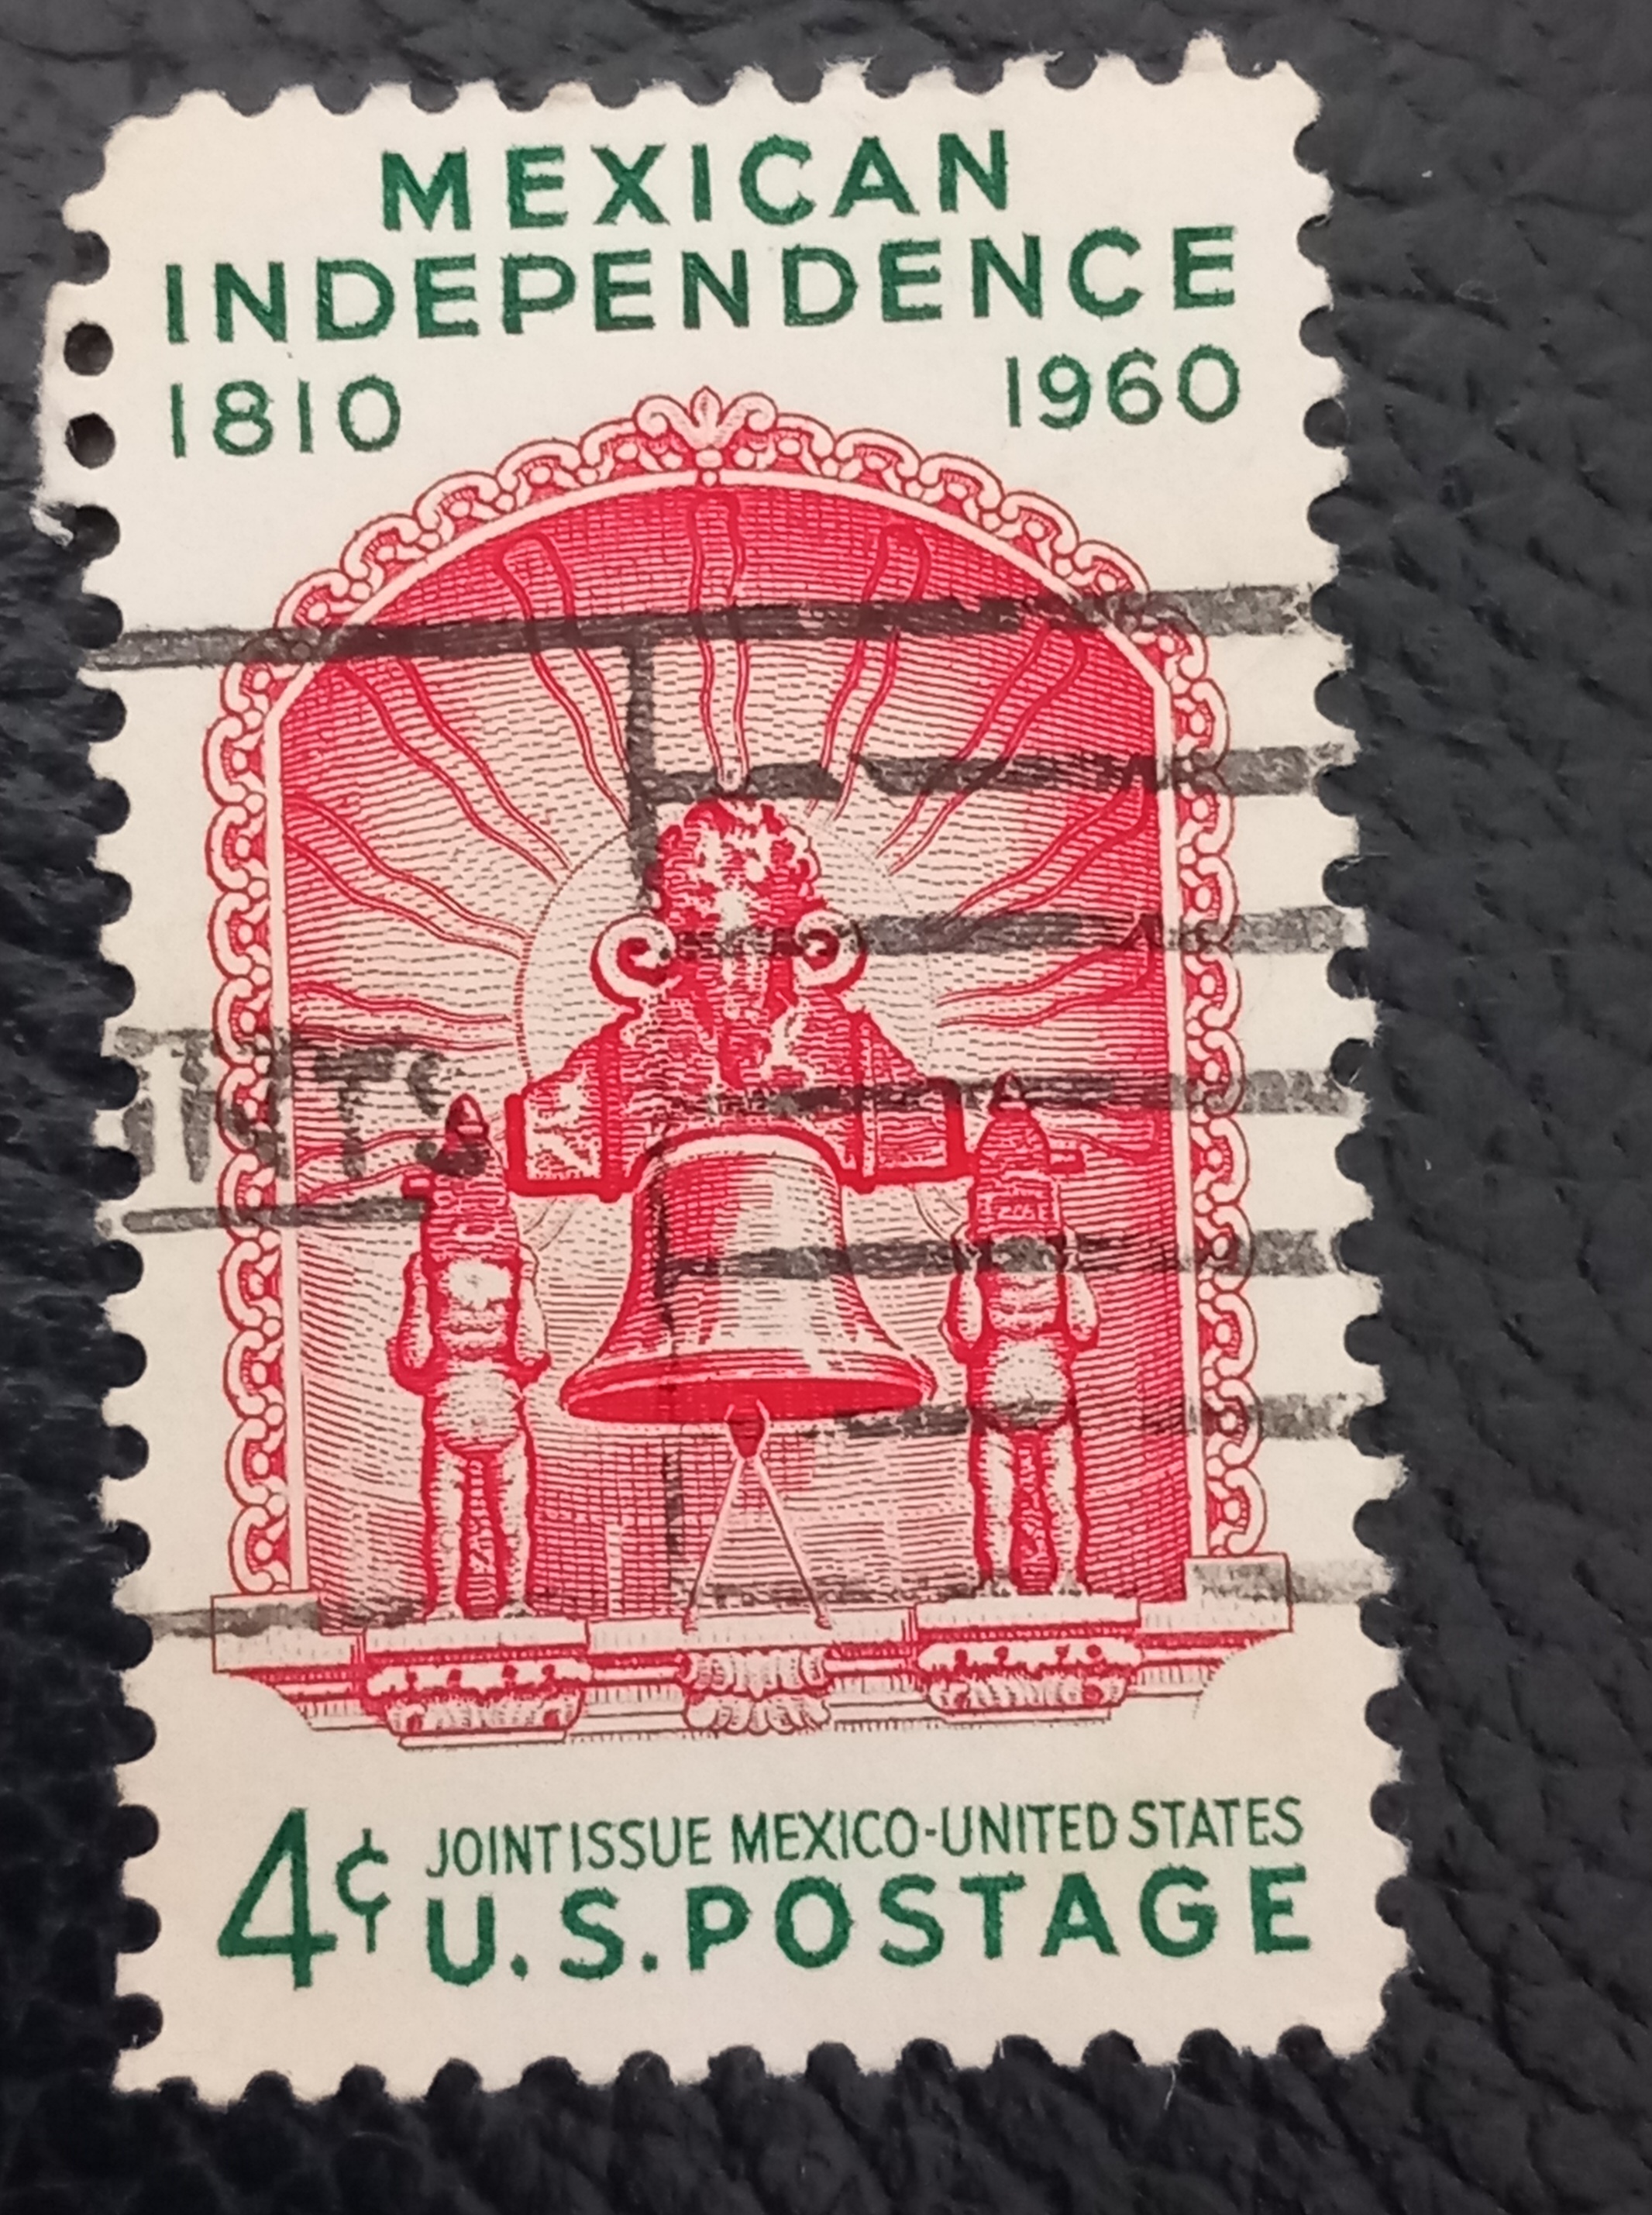 MEXICAN
INDEPENDENCE
1810 1960
4¢ JOINT ISSUE MEXICO-UNITED STATES
U.S. POSTAGE